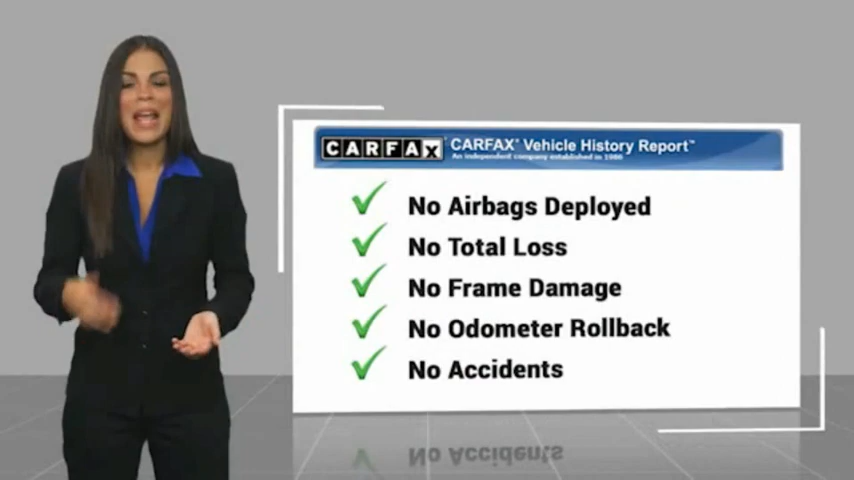 CARFAX CARFAX® Vehicle History Report™
An independent company established in 1986
No Airbags Deployed
No Total Loss
No Frame Damage
No Odometer Rollback
No Accidents
No Accidents